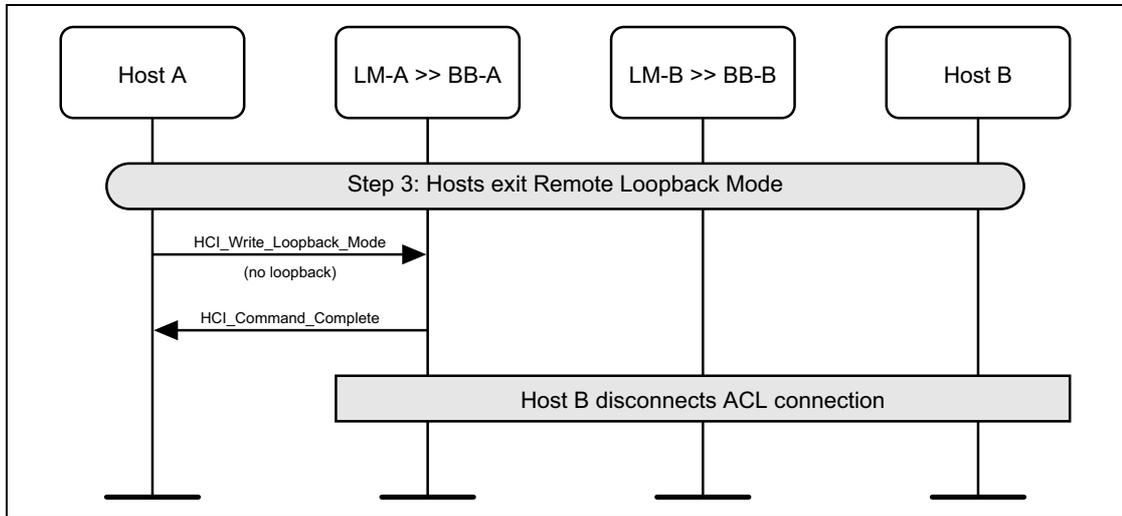 Host A
LM-A >> BB-A
LM-B >> BB-B
Host B
Step 3: Hosts exit Remote Loopback Mode
HCI_Write_Loopback_Mode
(no loopback)
HCI_Command_Complete
Host B disconnects ACL connection